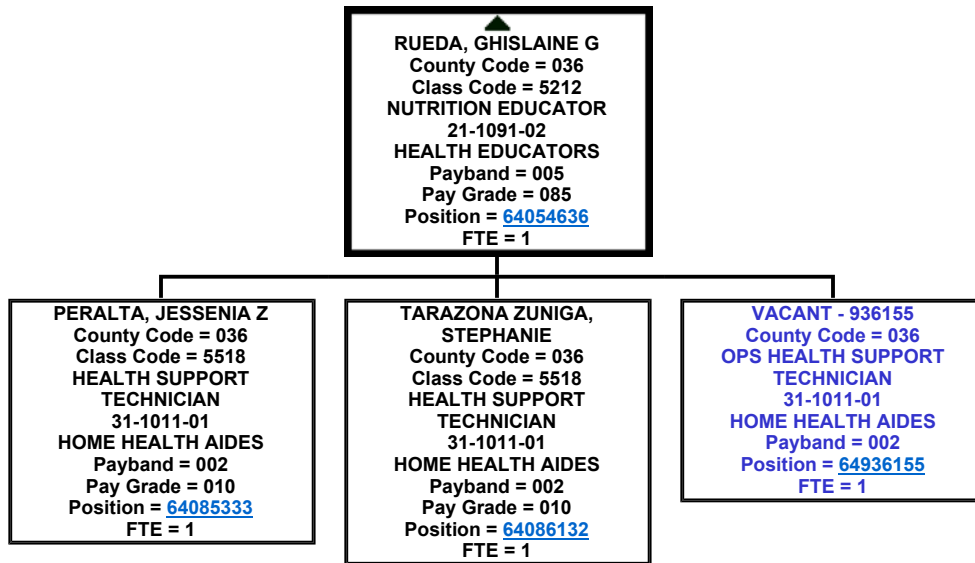 RUEDA, GHISLAINE G
County Code = 036
Class Code = 5212
NUTRITION EDUCATOR
21-1091-02
HEALTH EDUCATORS
Payband = 005
Pay Grade = 085
Position = 64054636
FTE = 1
PERALTA, JESSENIA Z
County Code = 036
Class Code = 5518
HEALTH SUPPORT
TECHNICIAN
31-1011-01
HOME HEALTH AIDES
Payband = 002
Pay Grade = 010
Position = 64085333
FTE = 1
TARAZONA ZUNIGA,
STEPHANIE
County Code = 036
Class Code = 5518
HEALTH SUPPORT
TECHNICIAN
31-1011-01
HOME HEALTH AIDES
Payband = 002
Pay Grade = 010
Position = 64086132
FTE = 1
VACANT - 936155
County Code = 036
OPS HEALTH SUPPORT
TECHNICIAN
31-1011-01
HOME HEALTH AIDES
Payband = 002
Position = 64936155
FTE = 1